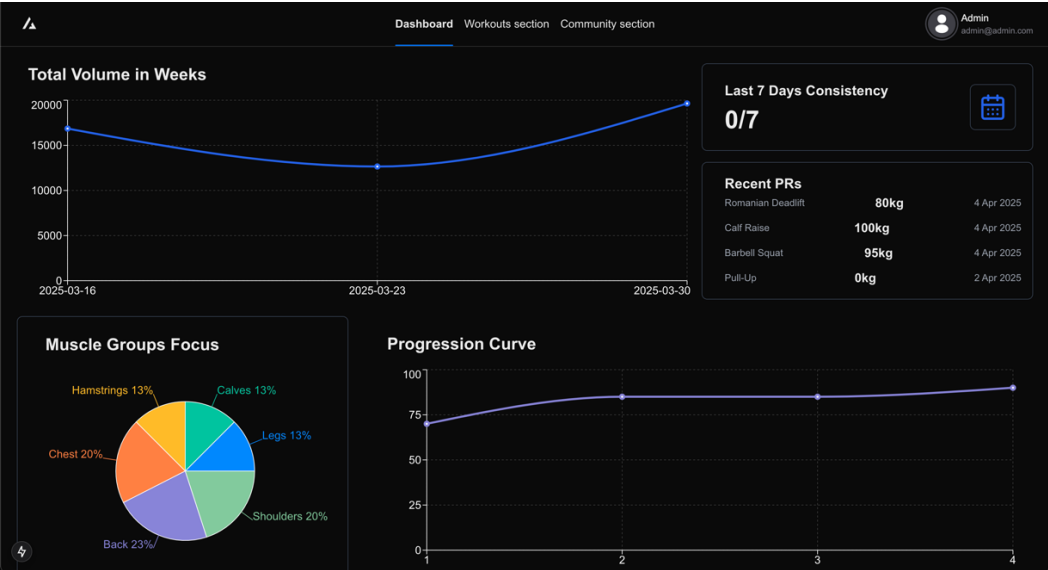 Dashboard Workouts section Community section
Admin
admin@admin.com
Total Volume in Weeks
20000
15000
10000
5000
0
2025-03-16 2025-03-23 2025-03-30
Last 7 Days Consistency
0/7
Recent PRs
Romanian Deadlift 80kg 4 Apr 2025
Calf Raise 100kg 4 Apr 2025
Barbell Squat 95kg 4 Apr 2025
Pull-Up 0kg 2 Apr 2025
Muscle Groups Focus
Hamstrings 13% Calves 13%
Legs 13%
Chest 20%
Shoulders 20%
Back 23%
Progression Curve
100
75
50
25
0
1 2 3 4